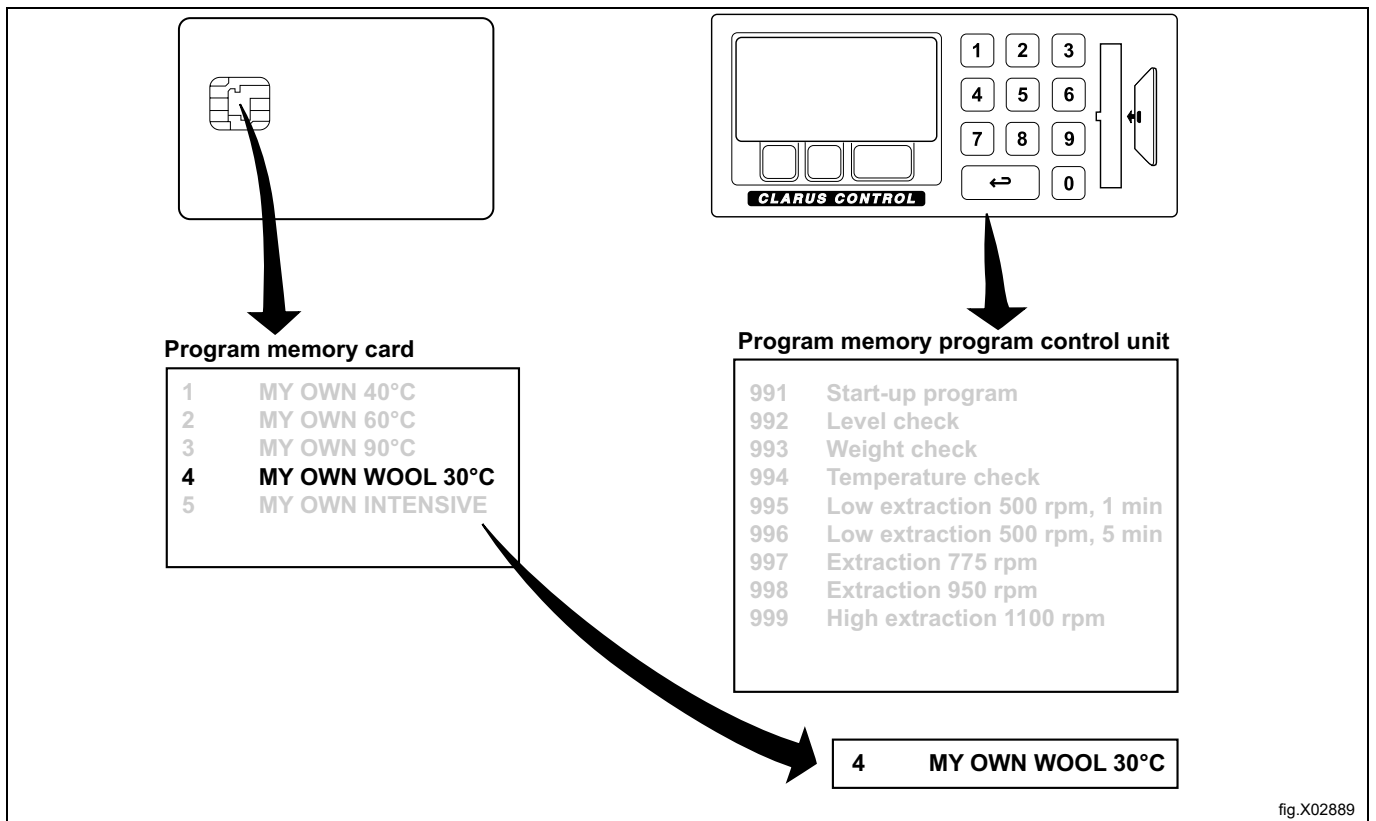 1 2 3
4 5 6
7 8 9
0
CLARUS CONTROL
Program memory card
1 MY OWN 40°C
2 MY OWN 60°C
3 MY OWN 90°C
4 MY OWN WOOL 30°C
5 MY OWN INTENSIVE
Program memory program control unit
991 Start-up program
992 Level check
993 Weight check
994 Temperature check
995 Low extraction 500 rpm, 1 min
996 Low extraction 500 rpm, 5 min
997 Extraction 775 rpm
998 Extraction 950 rpm
999 High extraction 1100 rpm
4 MY OWN WOOL 30°C
fig.X02889